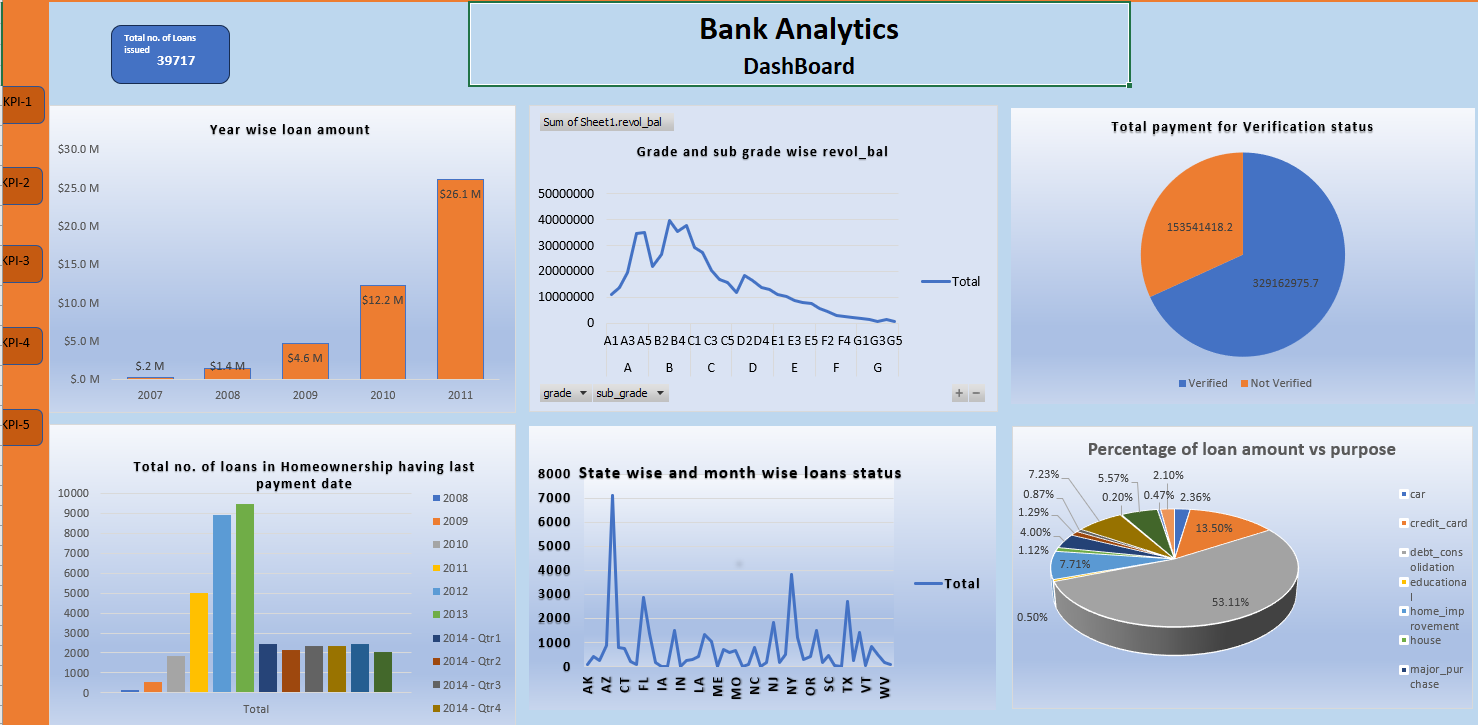 Total no. of Loans
issued
39717
Bank Analytics
DashBoard
KPI-1
KPI-2
KPI-3
KPI-4
KPI-5
Year wise loan amount
$30.0 M
$25.0 M
$20.0 M
$15.0 M
$10.0 M
$5.0 M
$.0 M
$.2 M
$1.4 M
$4.6 M
$12.2 M
$26.1 M
2007 2008 2009 2010 2011
Sum of Sheet1.revol_bal
Grade and sub grade wise revol_bal
50000000
40000000
30000000
20000000
10000000
0
Total
A1 A3 A5 B2 B4 C1 C3 C5 D2 D4 E1 E3 E5 F2 F4 G1 G3 G5
A B C D E F G
grade sub_grade
+ −
Total payment for Verification status
153541418.2
329162975.7
Verified Not Verified
Total no. of loans in Homeownership having last
payment date
10000
9000
8000
7000
6000
5000
4000
3000
2000
1000
0
Total
2008
2009
2010
2011
2012
2013
2014 - Qtr1
2014 - Qtr2
2014 - Qtr3
2014 - Qtr4
State wise and month wise loans status
8000
7000
6000
5000
4000
3000
2000
1000
0
AK AZ CT FL IA IN LA ME MO NC NJ NY OR SC TX VT WV
Total
Percentage of loan amount vs purpose
7.23%
5.57%
2.10%
0.87%
0.20%
0.47%
2.36%
1.29%
13.50%
4.00%
1.12%
7.71%
53.11%
0.50%
car
credit_card
debt_cons
olidation
educationa
l
home_imp
rovement
house
major_pur
chase